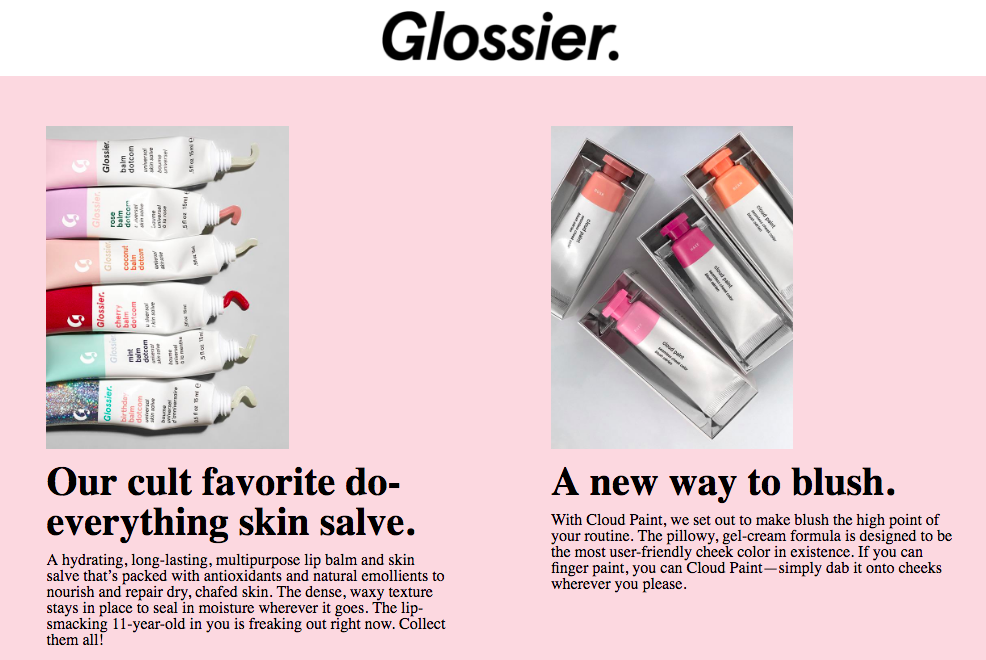 Glossier.
Glossier.
balm
dotcom
universal
skin salve
baume
universel
Glossier.
rose
balm
dotcom
Glossier.
coconut
balm
dotcom
Glossier.
cherry
balm
dotcom
Glossier.
mint
balm
dotcom
Glossier.
birthday
balm
dotcom
cloud paint
cloud paint
cloud paint
cloud paint
Our cult favorite do-
everything skin salve.
A hydrating, long-lasting, multipurpose lip balm and skin
salve that’s packed with antioxidants and natural emollients to
nourish and repair dry, chafed skin. The dense, waxy texture
stays in place to seal in moisture wherever it goes. The lip-
smacking 11-year-old in you is freaking out right now. Collect
them all!
A new way to blush.
With Cloud Paint, we set out to make blush the high point of
your routine. The pillowy, gel-cream formula is designed to be
the most user-friendly cheek color in existence. If you can
finger paint, you can Cloud Paint—simply dab it onto cheeks
wherever you please.